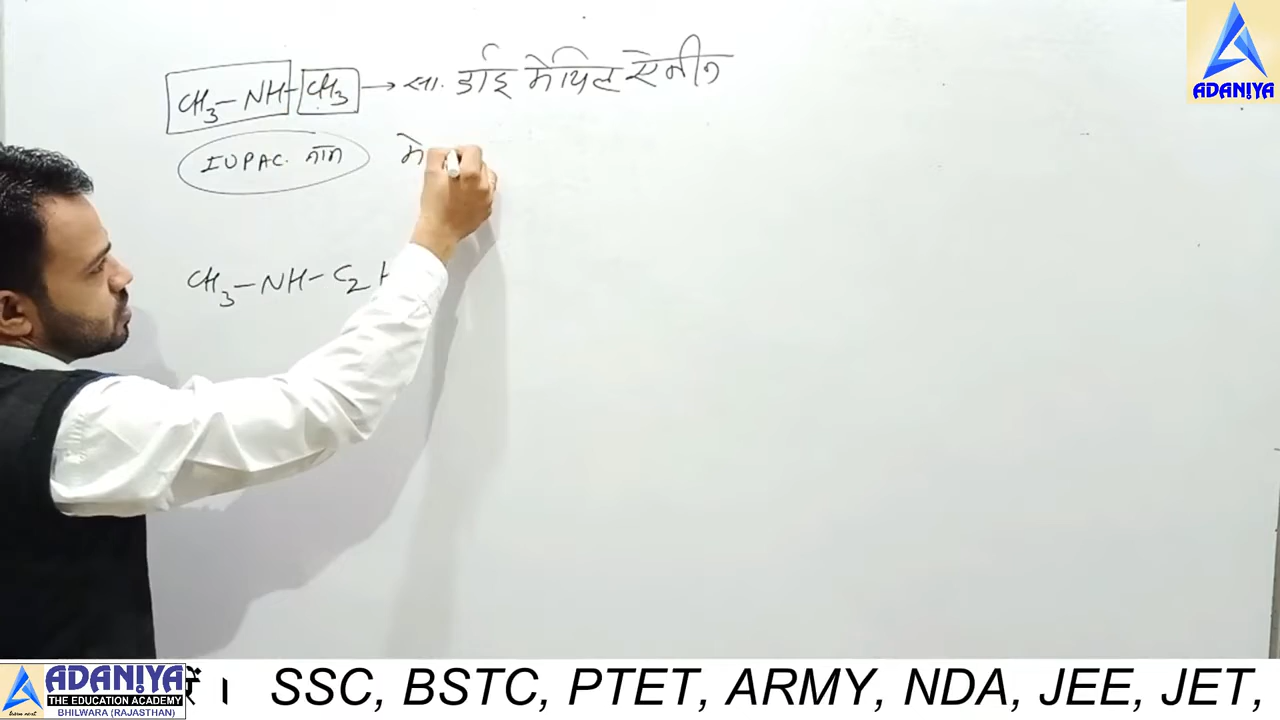 CH₃-NH-CH₃ → सा. डाई मेथिल ऐमीन
IUPAC. नाम मे
CH₃-NH-C₂H
ADANIYA
ADANIYA
THE EDUCATION ACADEMY
BHILWARA (RAJASTHAN)
। SSC, BSTC, PTET, ARMY, NDA, JEE, JET,